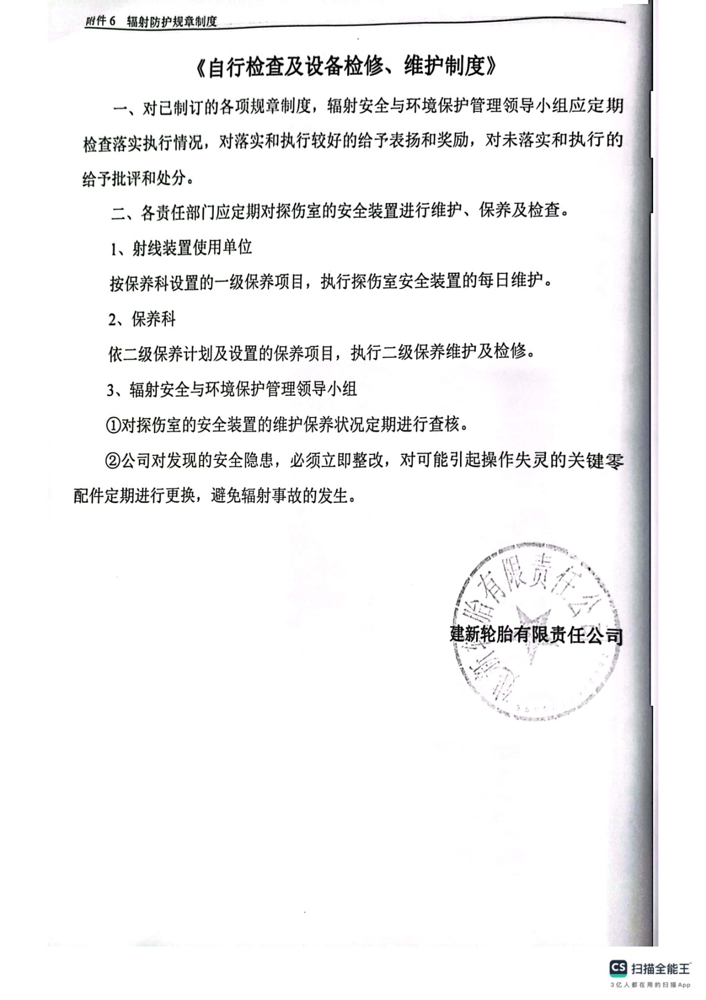 附件 6 辐射防护规章制度
《自行检查及设备检修、维护制度》
一、对已制订的各项规章制度，辐射安全与环境保护管理领导小组应定期
检查落实执行情况，对落实和执行较好的给予表扬和奖励，对未落实和执行的
给予批评和处分。
二、各责任部门应定期对探伤室的安全装置进行维护、保养及检查。
1、射线装置使用单位
按保养科设置的一级保养项目，执行探伤室安全装置的每日维护。
2、保养科
依二级保养计划及设置的保养项目，执行二级保养维护及检修。
3、辐射安全与环境保护管理领导小组
①对探伤室的安全装置的维护保养状况定期进行查核。
②公司对发现的安全隐患，必须立即整改，对可能引起操作失灵的关键零
配件定期进行更换，避免辐射事故的发生。
建新轮胎有限责任公司
建新轮胎有限责任公司
CS 扫描全能王
3亿人都在用的扫描App